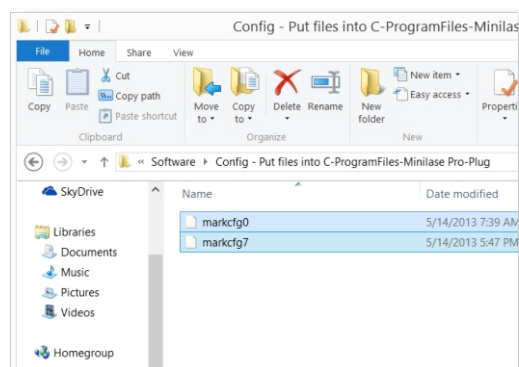 Config - Put files into C-ProgramFiles-Minilas
File Home Share View
Copy
Paste
Cut
Copy path
Paste shortcut
Move to
Copy to
Delete
Rename
New folder
New item
Easy access
Properti
Clipboard Organize New
« Software Config - Put files into C-ProgramFiles-Minilase Pro-Plug
Name Date modified
SkyDrive
Libraries
Documents
Music
Pictures
Videos
Homegroup
markcfg0 5/14/2013 7:39 AM
markcfg7 5/14/2013 5:47 PM